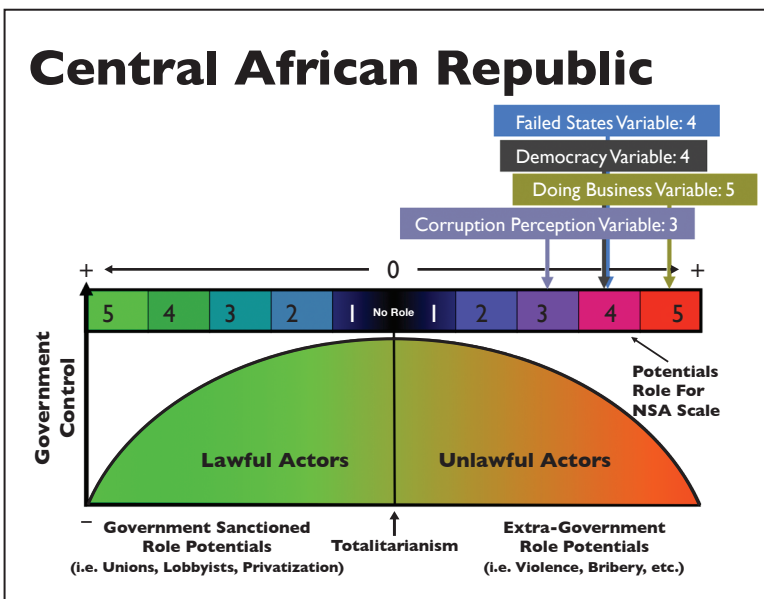 Central African Republic
Failed States Variable: 4
Democracy Variable: 4
Doing Business Variable: 5
Corruption Perception Variable: 3
+ 0 +
5 4 3 2 1 No Role 1 2 3 4 5
Government
Control
Potentials
Role For
NSA Scale
Lawful Actors Unlawful Actors
–
Government Sanctioned
Role Potentials
(i.e. Unions, Lobbyists, Privatization)
Totalitarianism
Extra-Government
Role Potentials
(i.e. Violence, Bribery, etc.)